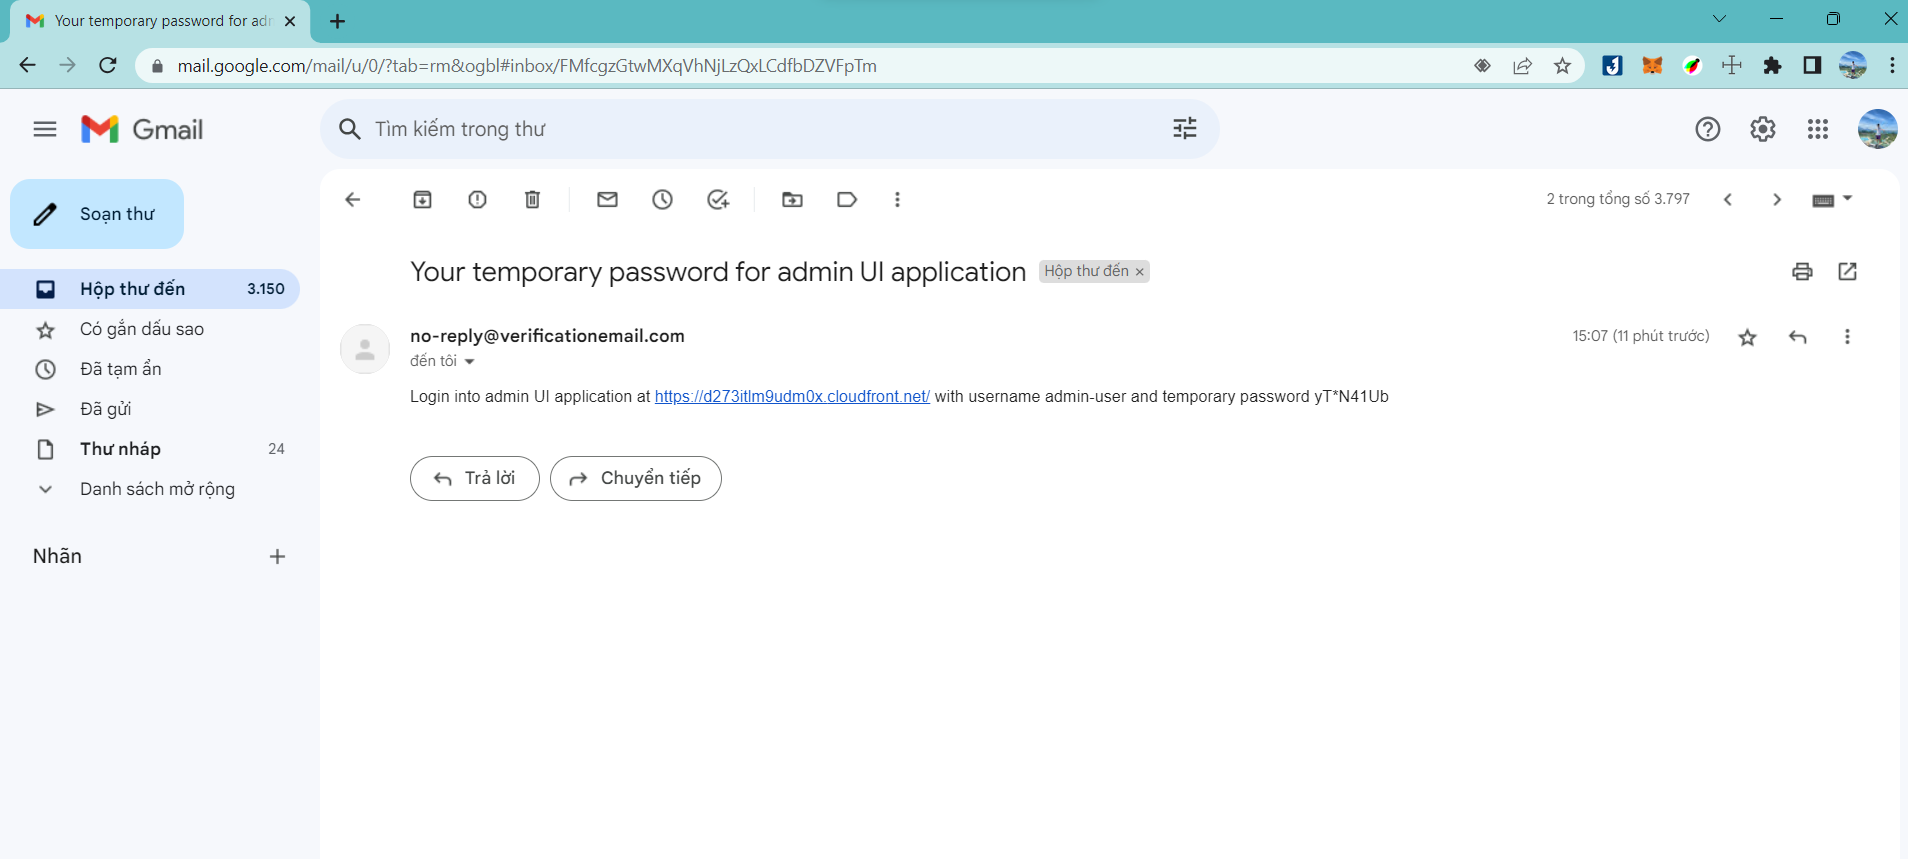 Your temporary password for adm
mail.google.com/mail/u/0/?tab=rm&ogbl#inbox/FMfcgzGtwMXqVhNjLzQxLCdfbDZVFpTm
Gmail
Tìm kiếm trong thư
Soạn thư
2 trong tổng số 3.797
Hộp thư đến 3.150
Có gắn dấu sao
Đã tạm ẩn
Đã gửi
Thư nháp 24
Danh sách mở rộng
Nhãn
Your temporary password for admin UI application Hộp thư đến ×
no-reply@verificationemail.com 15:07 (11 phút trước)
đến tôi
Login into admin UI application at https://d273itlm9udm0x.cloudfront.net/ with username admin-user and temporary password yT*N41Ub
Trả lời Chuyển tiếp